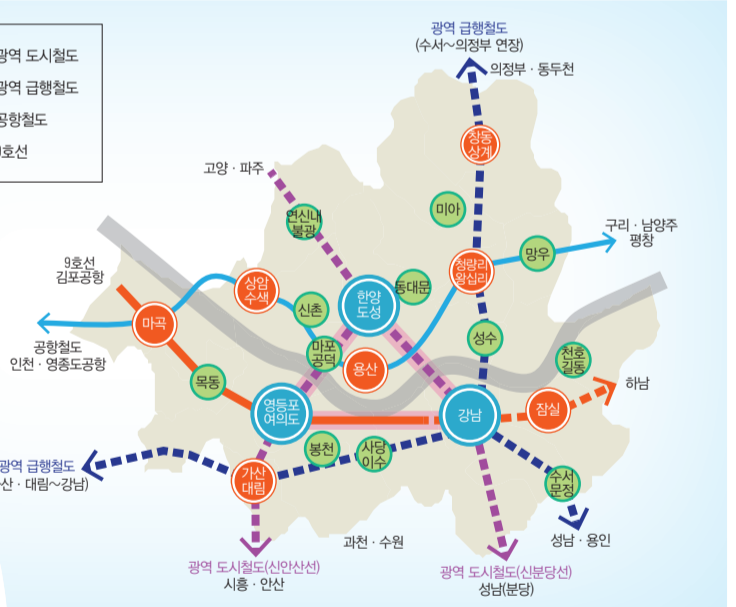 광역 도시철도
광역 급행철도
공항철도
호선
광역 급행철도
(수서~의정부 연장)
의정부 · 동두천
창동
상계
고양 · 파주
연신내
불광
미아
구리 · 남양주
평창
망우
청량리
왕십리
9호선
김포공항
상암
수색
한양
도성
동대문
신촌
마곡
성수
마포
공덕
용산
천호
길동
공항철도
인천 · 영종도공항
목동
하남
잠실
영등포
여의도
강남
봉천
사당
이수
광역 급행철도
산 · 대림~강남)
가산
대림
수서
문정
과천 · 수원
성남 · 용인
광역 도시철도(신안산선)
시흥 · 안산
광역 도시철도(신분당선)
성남(분당)